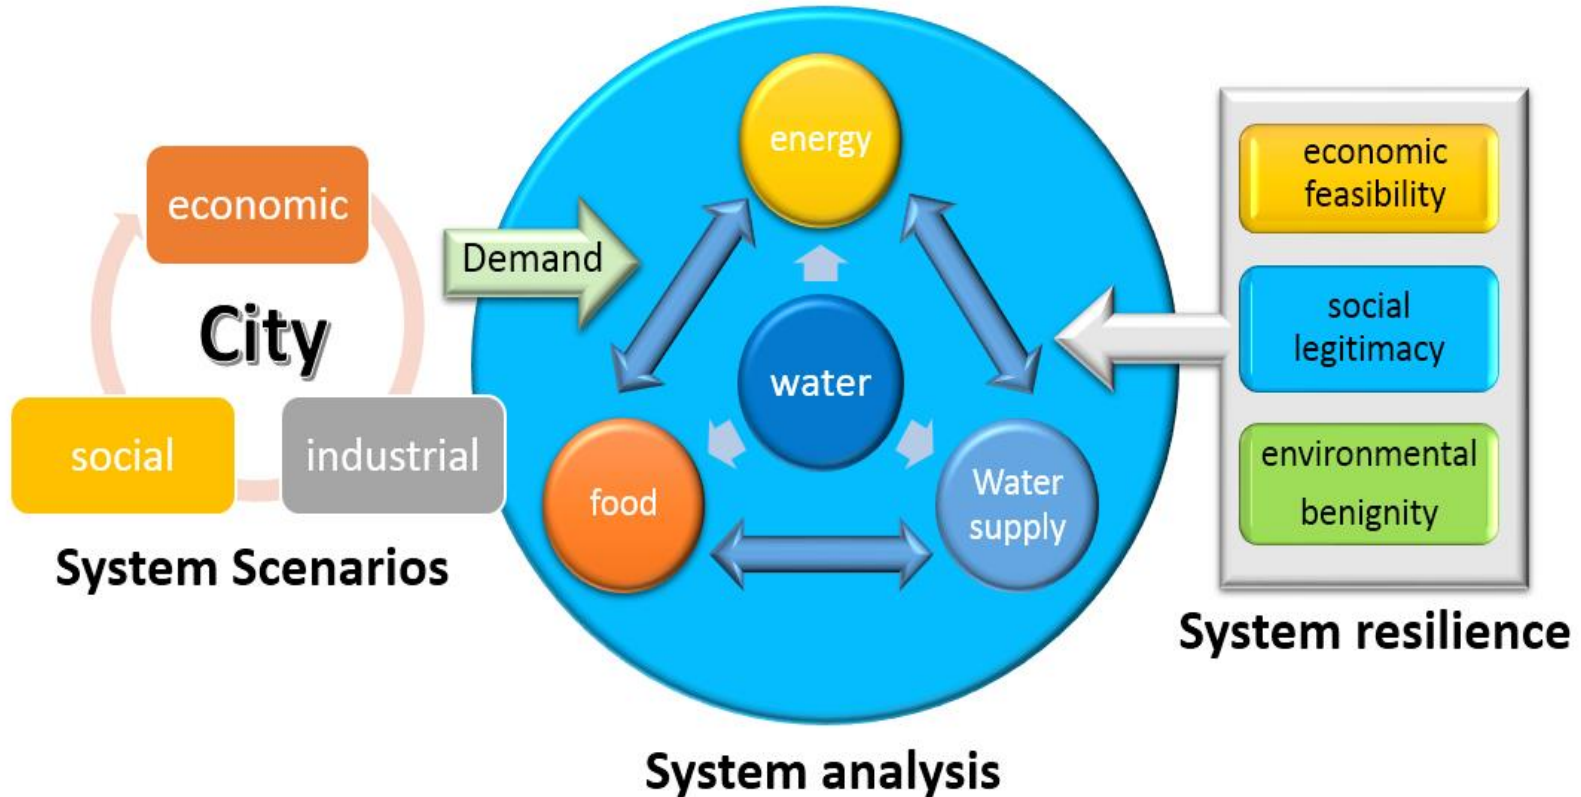 economic
City
social
industrial
System Scenarios
Demand
energy
water
food
Water
supply
System analysis
economic
feasibility
social
legitimacy
environmental
benignity
System resilience